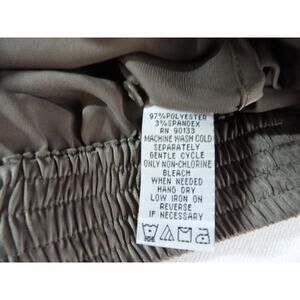 97% POLYESTER
3% SPANDEX
RN 90133
MACHINE WASH COLD
SEPARATELY
GENTLE CYCLE
ONLY NON-CHLORINE
BLEACH
WHEN NEEDED
HANG DRY
LOW IRON ON
REVERSE
IF NECESSARY